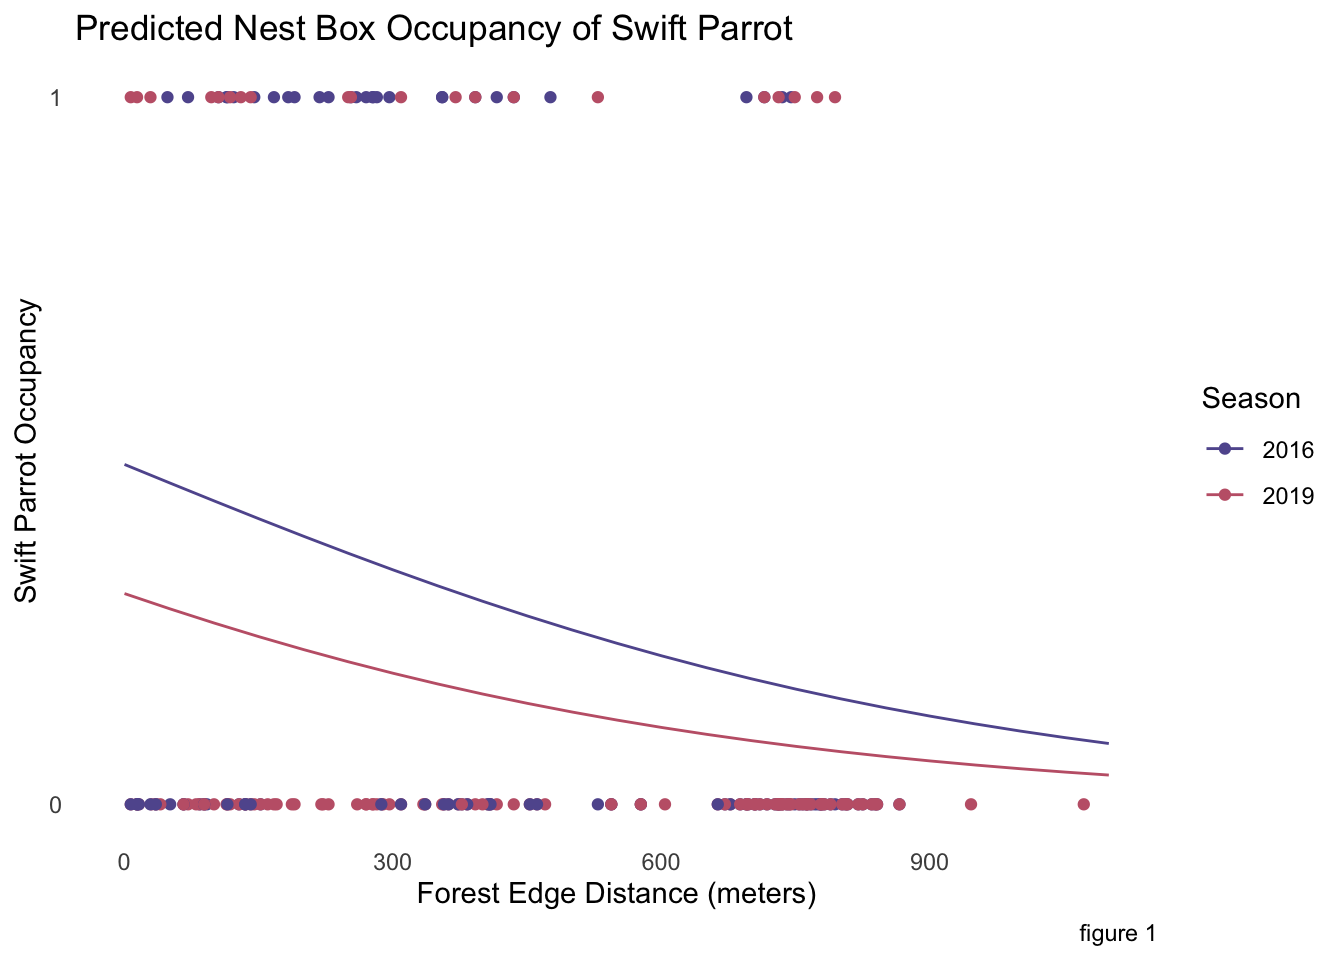 Predicted Nest Box Occupancy of Swift Parrot
1
Swift Parrot Occupancy
0
0 300 600 900
Forest Edge Distance (meters)
Season
2016
2019
figure 1